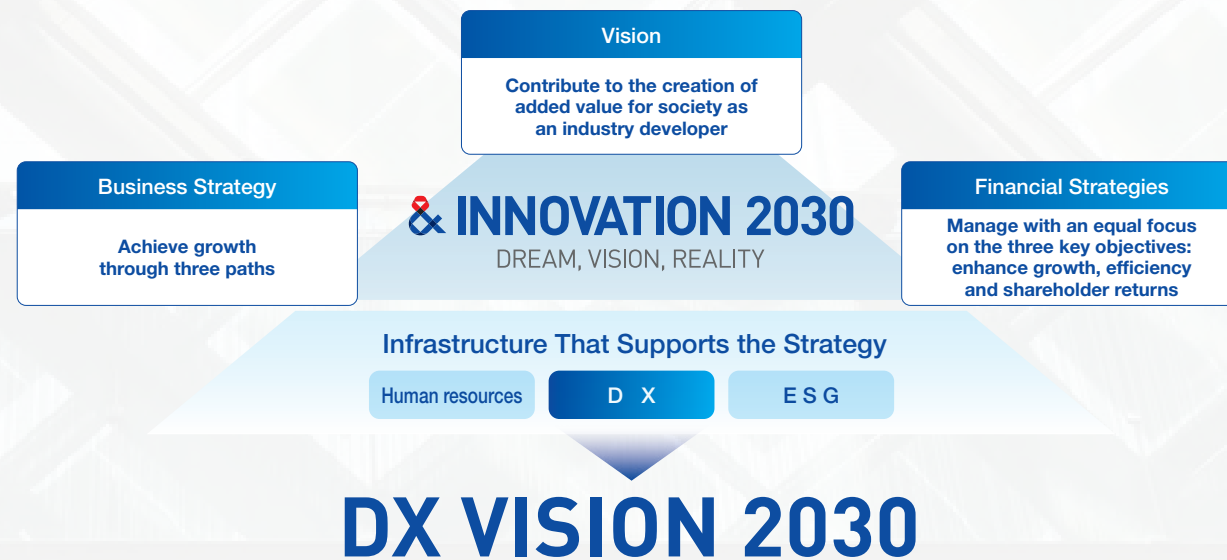 Vision
Contribute to the creation of
added value for society as
an industry developer
Business Strategy
Achieve growth
through three paths
& INNOVATION 2030
DREAM, VISION, REALITY
Financial Strategies
Manage with an equal focus
on the three key objectives:
enhance growth, efficiency
and shareholder returns
Infrastructure That Supports the Strategy
Human resources
D X
E S G
DX VISION 2030